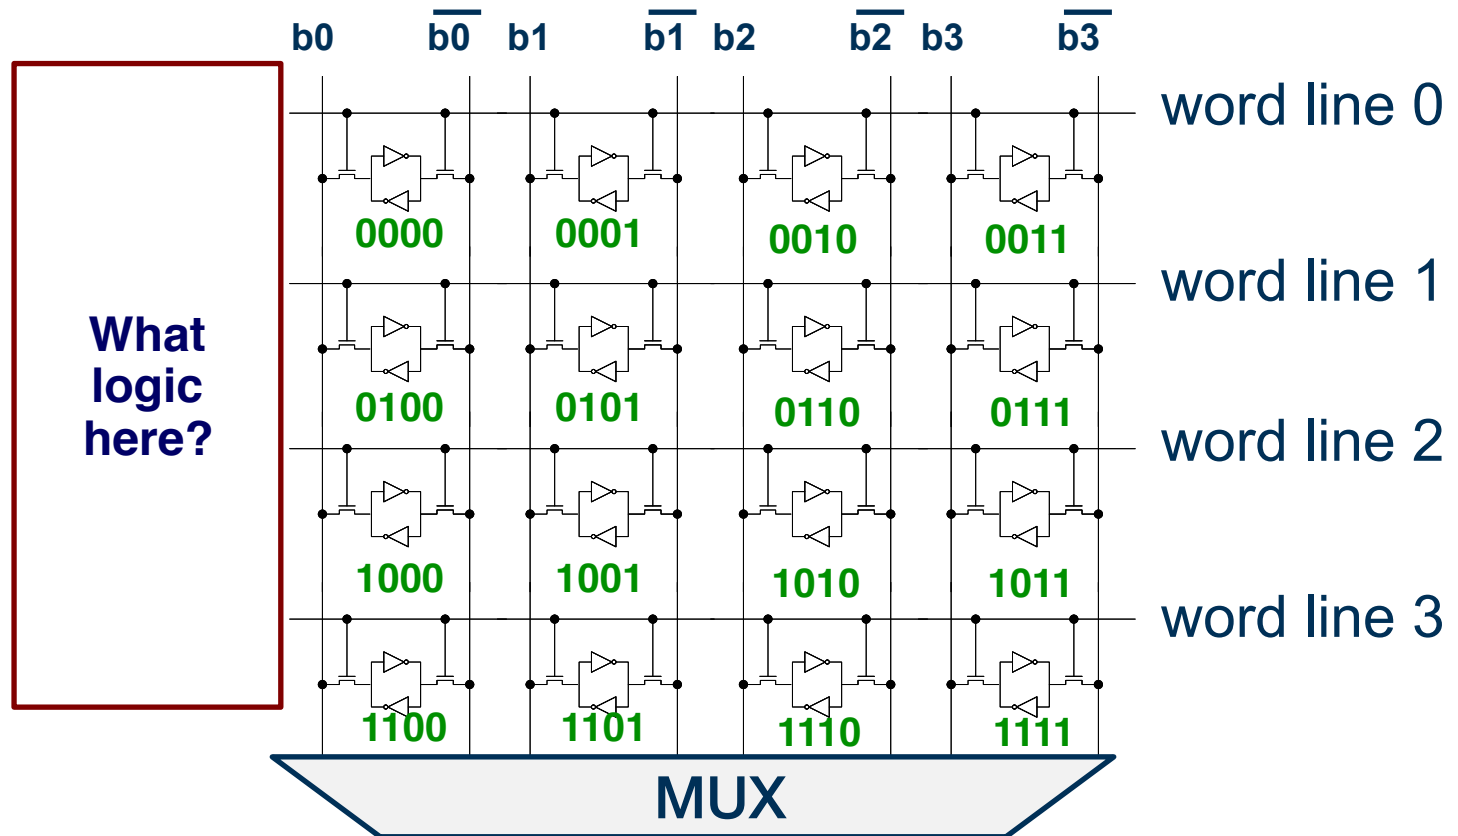 b0 b0 b1 b1 b2 b2 b3 b3
word line 0
0000 0001 0010 0011
word line 1
What
logic
here?
0100 0101 0110 0111
word line 2
1000 1001 1010 1011
word line 3
1100 1101 1110 1111
MUX